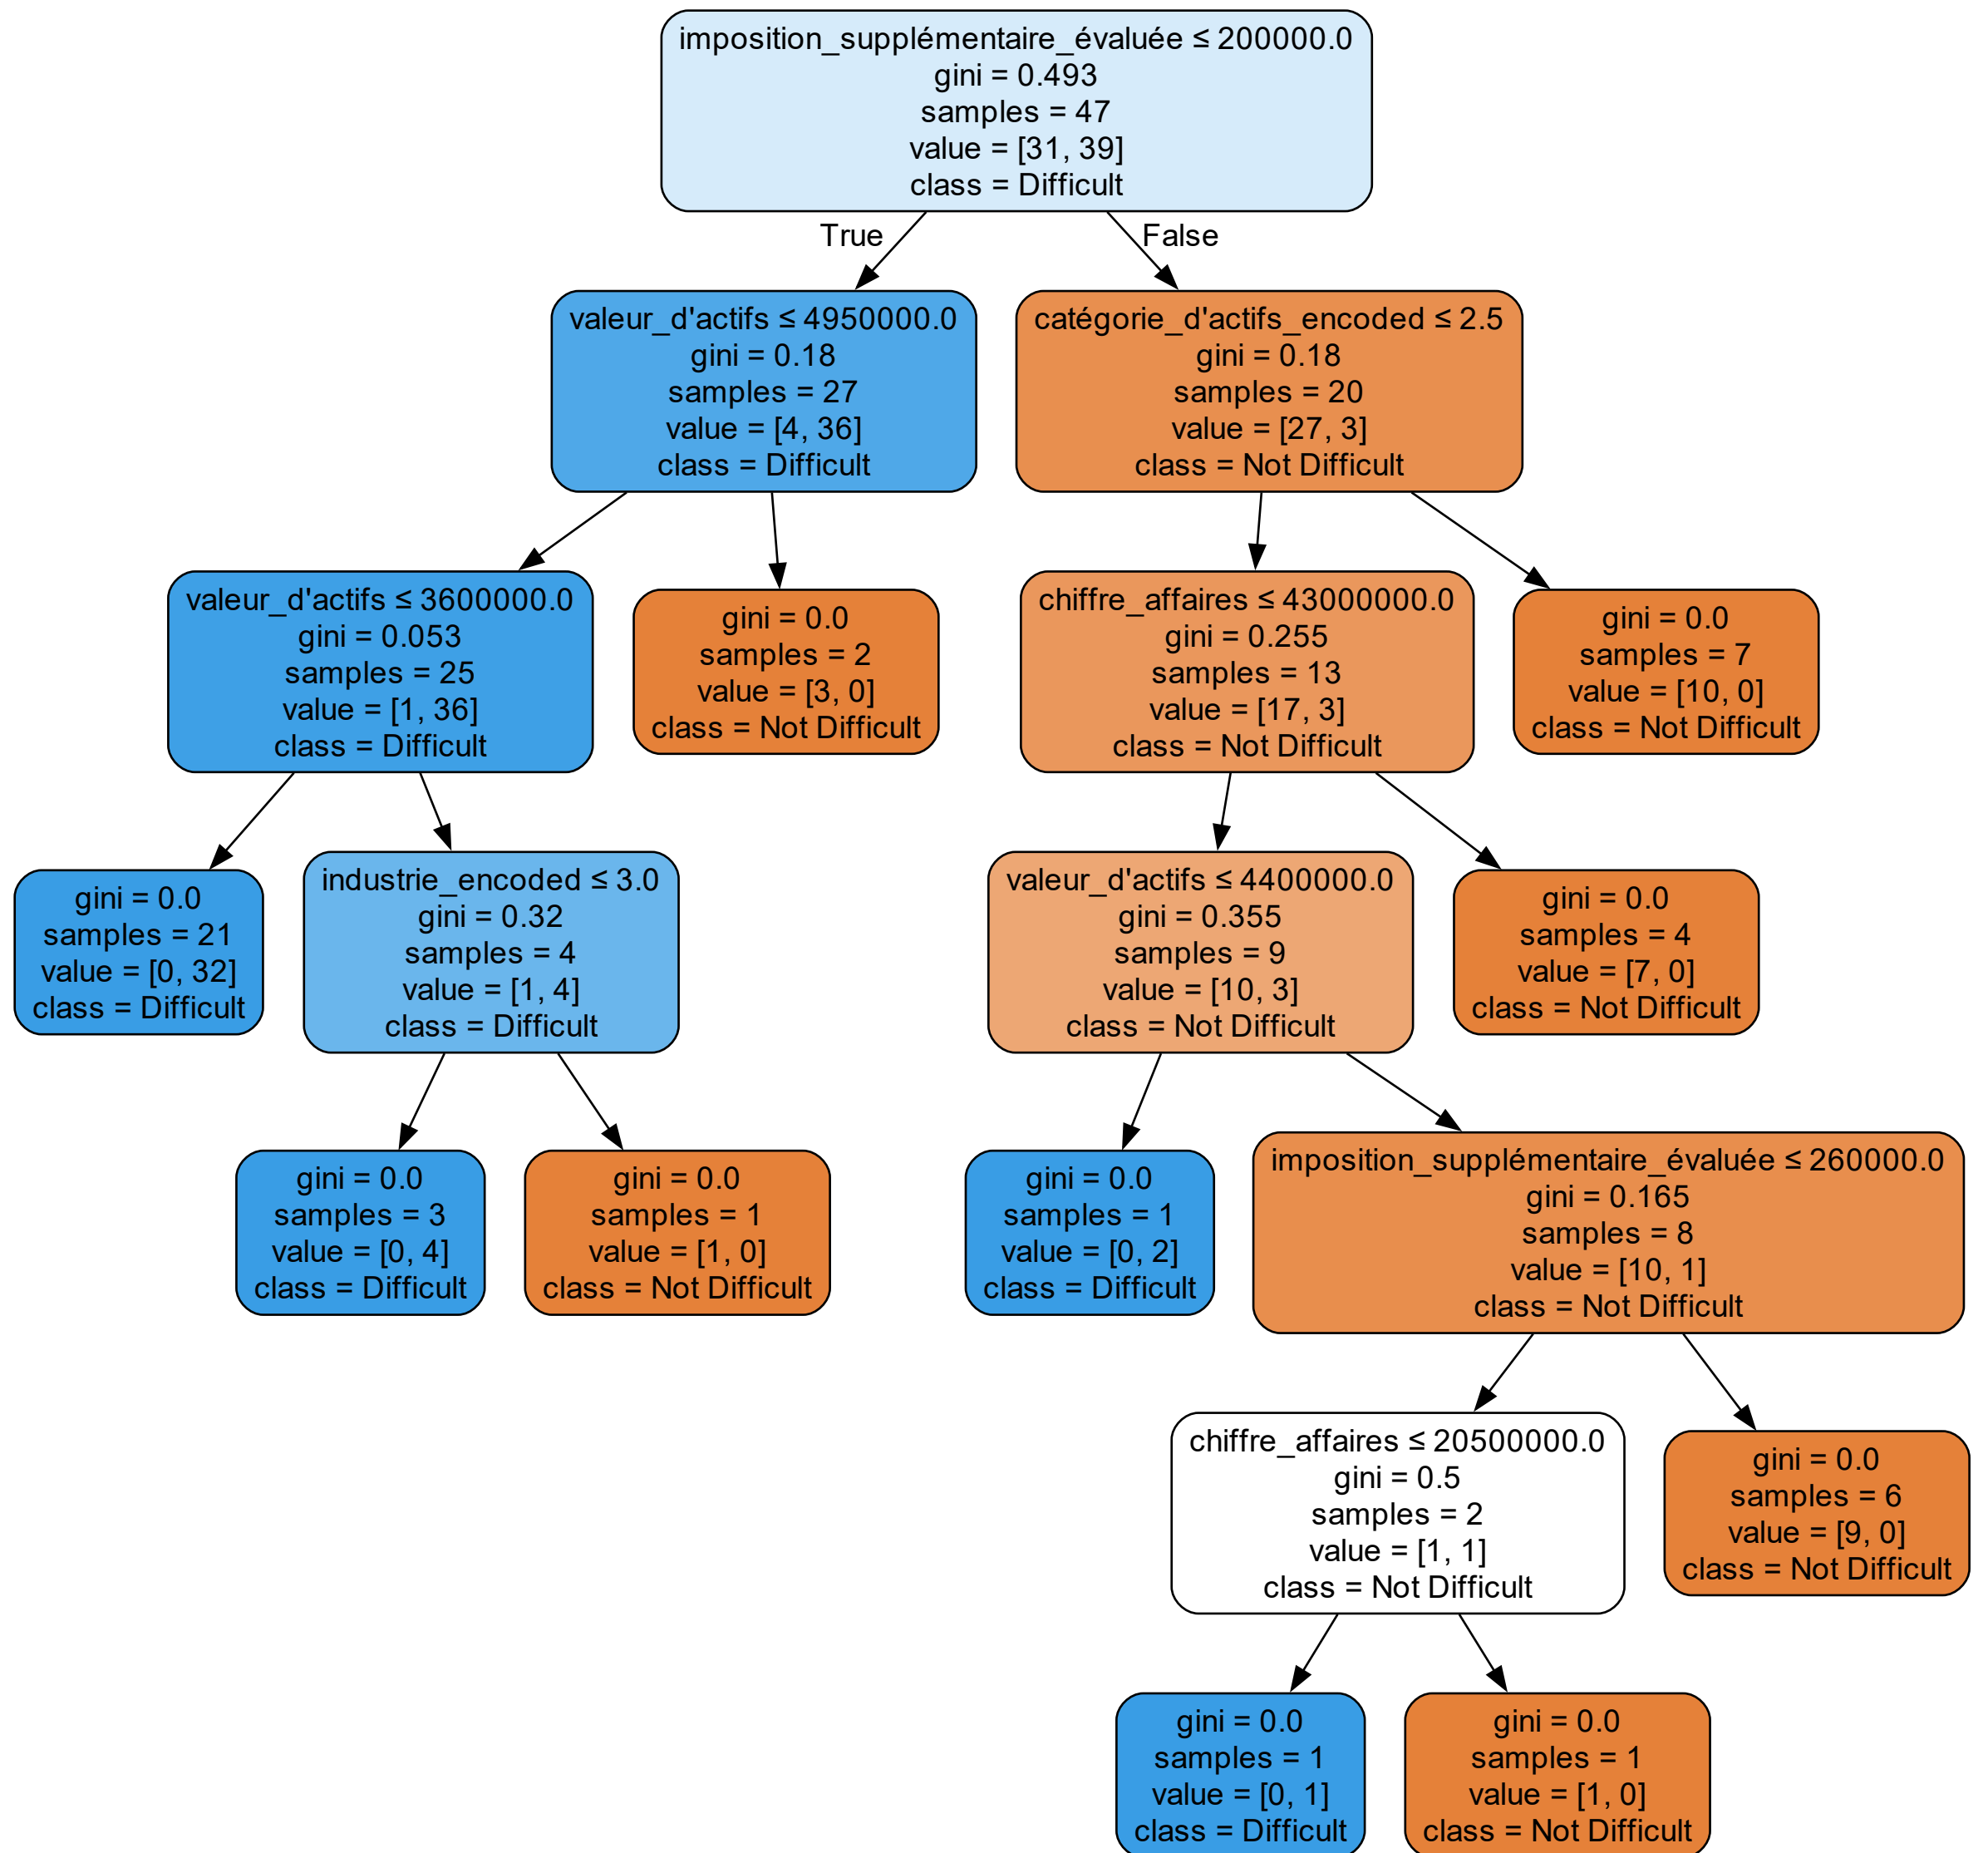 imposition_supplémentaire_évaluée ≤ 200000.0
gini = 0.493
samples = 47
value = [31, 39]
class = Difficult
True
False
valeur_d'actifs ≤ 4950000.0
gini = 0.18
samples = 27
value = [4, 36]
class = Difficult
catégorie_d'actifs_encoded ≤ 2.5
gini = 0.18
samples = 20
value = [27, 3]
class = Not Difficult
valeur_d'actifs ≤ 3600000.0
gini = 0.053
samples = 25
value = [1, 36]
class = Difficult
gini = 0.0
samples = 2
value = [3, 0]
class = Not Difficult
chiffre_affaires ≤ 43000000.0
gini = 0.255
samples = 13
value = [17, 3]
class = Not Difficult
gini = 0.0
samples = 7
value = [10, 0]
class = Not Difficult
gini = 0.0
samples = 21
value = [0, 32]
class = Difficult
industrie_encoded ≤ 3.0
gini = 0.32
samples = 4
value = [1, 4]
class = Difficult
valeur_d'actifs ≤ 4400000.0
gini = 0.355
samples = 9
value = [10, 3]
class = Not Difficult
gini = 0.0
samples = 4
value = [7, 0]
class = Not Difficult
gini = 0.0
samples = 3
value = [0, 4]
class = Difficult
gini = 0.0
samples = 1
value = [1, 0]
class = Not Difficult
gini = 0.0
samples = 1
value = [0, 2]
class = Difficult
imposition_supplémentaire_évaluée ≤ 260000.0
gini = 0.165
samples = 8
value = [10, 1]
class = Not Difficult
chiffre_affaires ≤ 20500000.0
gini = 0.5
samples = 2
value = [1, 1]
class = Not Difficult
gini = 0.0
samples = 6
value = [9, 0]
class = Not Difficult
gini = 0.0
samples = 1
value = [0, 1]
class = Difficult
gini = 0.0
samples = 1
value = [1, 0]
class = Not Difficult